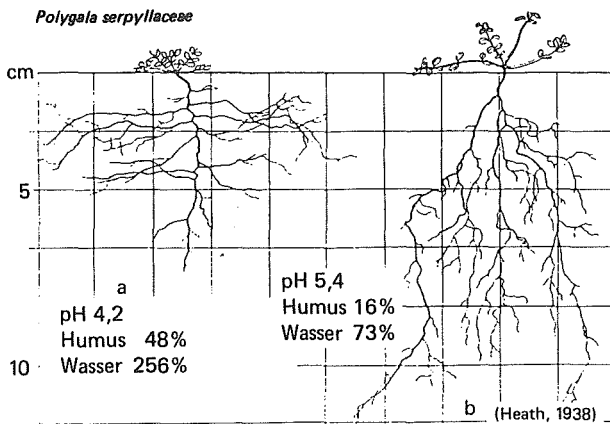 Polygala serpyllaceae
cm
5
10
a
pH 4,2
Humus 48%
Wasser 256%
pH 5,4
Humus 16%
Wasser 73%
b (Heath, 1938)